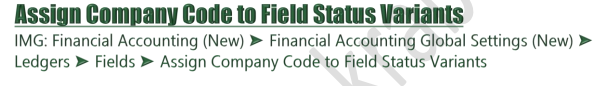 Assign Company Code to Field Status Variants
IMG: Financial Accounting (New) ➤ Financial Accounting Global Settings (New) ➤
Ledgers ➤ Fields ➤ Assign Company Code to Field Status Variants